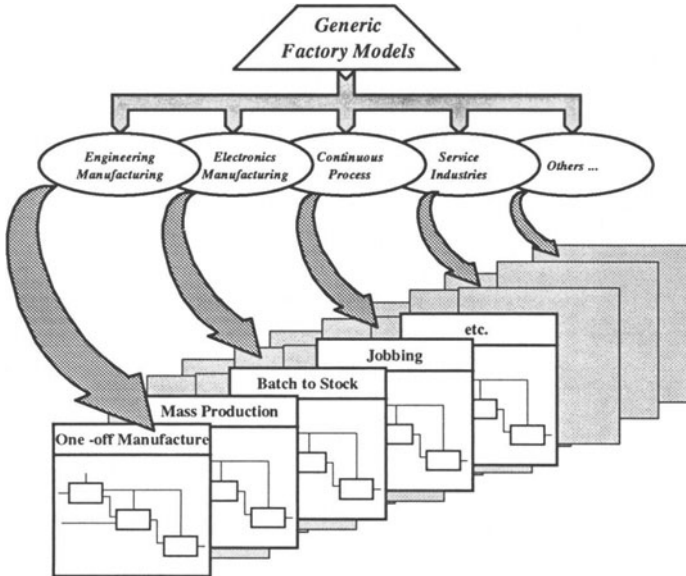 Generic
Factory Models
Engineering
Manufacturing
Electronics
Manufacturing
Continuous
Process
Service
Industries
Others ...
etc.
Jobbing
Batch to Stock
Mass Production
One -off Manufacture